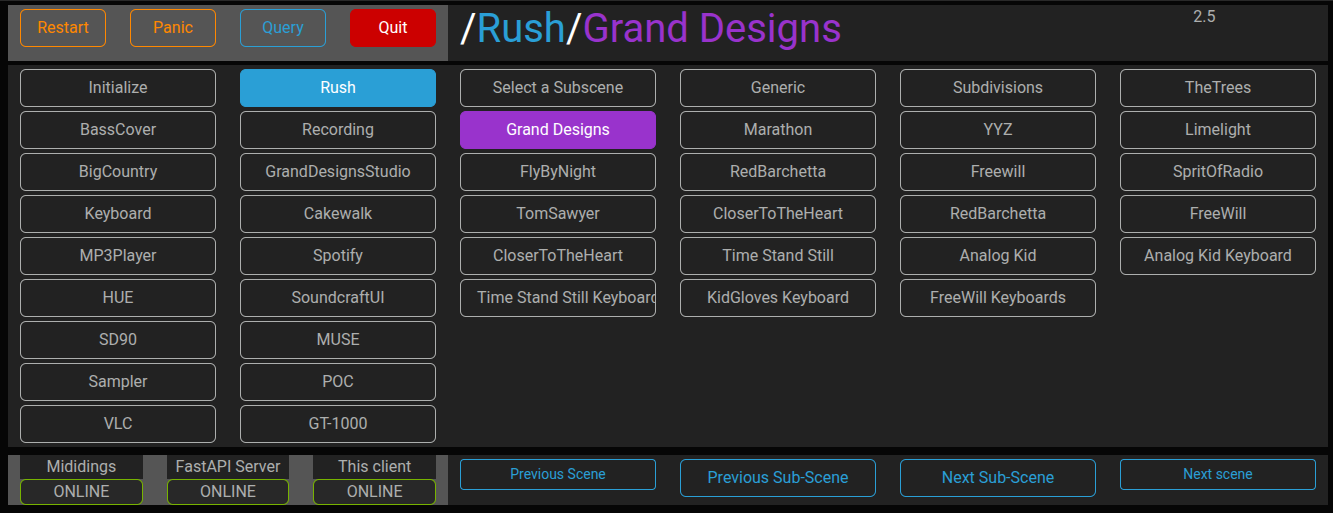 Restart Panic Query Quit /Rush/Grand Designs 2.5
Initialize Rush Select a Subscene Generic Subdivisions TheTrees
BassCover Recording Grand Designs Marathon YYZ Limelight
BigCountry GrandDesignsStudio FlyByNight RedBarchetta Freewill SpritOfRadio
Keyboard Cakewalk TomSawyer CloserToTheHeart RedBarchetta FreeWill
MP3Player Spotify CloserToTheHeart Time Stand Still Analog Kid Analog Kid Keyboard
HUE SoundcraftUI Time Stand Still Keyboard KidGloves Keyboard FreeWill Keyboards
SD90 MUSE
Sampler POC
VLC GT-1000
Mididings FastAPI Server This client Previous Scene Previous Sub-Scene Next Sub-Scene Next scene
ONLINE ONLINE ONLINE